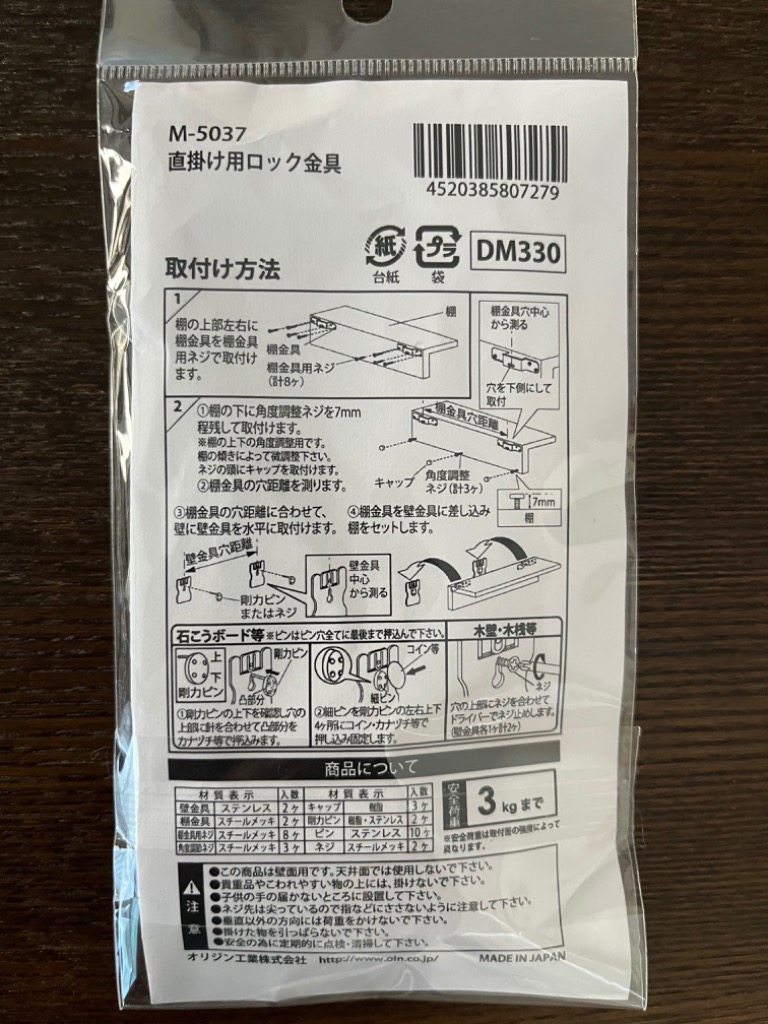 M-5037
直掛け用ロック金具
4520385807279
取付け方法
紙
台紙
プラ
袋
DM330
1
棚の上部左右に
棚金具を棚金具
用ネジで取付け
ます。
棚
棚金具
棚金具用ネジ
(計8ヶ)
棚金具穴中心
から測る
穴を下側にして
取付
2
①棚の下に角度調整ネジを7mm
程残して取付けます。
※棚の上下の角度調整用です。
棚の傾きによって微調整下さい。
ネジの頭にキャップを取付けます。
②棚金具の穴距離を測ります。
棚金具穴距離
キャップ
角度調整
ネジ(計3ヶ)
7mm
棚
③棚金具の穴距離に合わせて、
壁に壁金具を水平に取付けます。
④棚金具を壁金具に差し込み
棚をセットします。
壁金具穴距離
剛力ピン
またはネジ
壁金具
中心
から測る
石こうボード等 ※ピンはピン穴全てに最後まで押込んで下さい。
上
下
剛力ピン
剛力ピン
凸部分
①剛力ピンの上下を確認し穴の
上部に針を合わせて凸部分を
カナヅチ等で押込みます。
コイン等
細ピン
②細ピンを剛力ピンの左右上下
4ヶ所にコイン・カナヅチ等で
押し込み固定します。
木壁・木桟等
ネジ
穴の上部にネジを合わせて
ドライバーでネジ止めします。
(壁金具各1ヶ計2ヶ)
商品について
材質表示 入数 材質表示 入数
壁金具 ステンレス 2ヶ キャップ 樹脂 3ヶ
棚金具 スチールメッキ 2ヶ 剛力ピン 樹脂・ステンレス 2ヶ
棚金具用ネジ スチールメッキ 8ヶ ピン ステンレス 10ヶ
角度調節ネジ スチールメッキ 3ヶ ネジ スチールメッキ 2ヶ
安全荷重
3kgまで
※安全荷重は取付面の強度によって
異なります。
注意
●この商品は壁面用です。天井面では使用しないで下さい。
●貴重品やこわれやすい物の上には、掛けないで下さい。
●子供の手の届かないところに設置して下さい。
●ネジ先は尖っているので指などにささないように注意して下さい。
●垂直以外の方向には荷重をかけないで下さい。
●掛けた物を引っぱらないで下さい。
●安全の為に定期的に点検・清掃して下さい。
オリジン工業株式会社 http://www.oln.co.jp/ MADE IN JAPAN